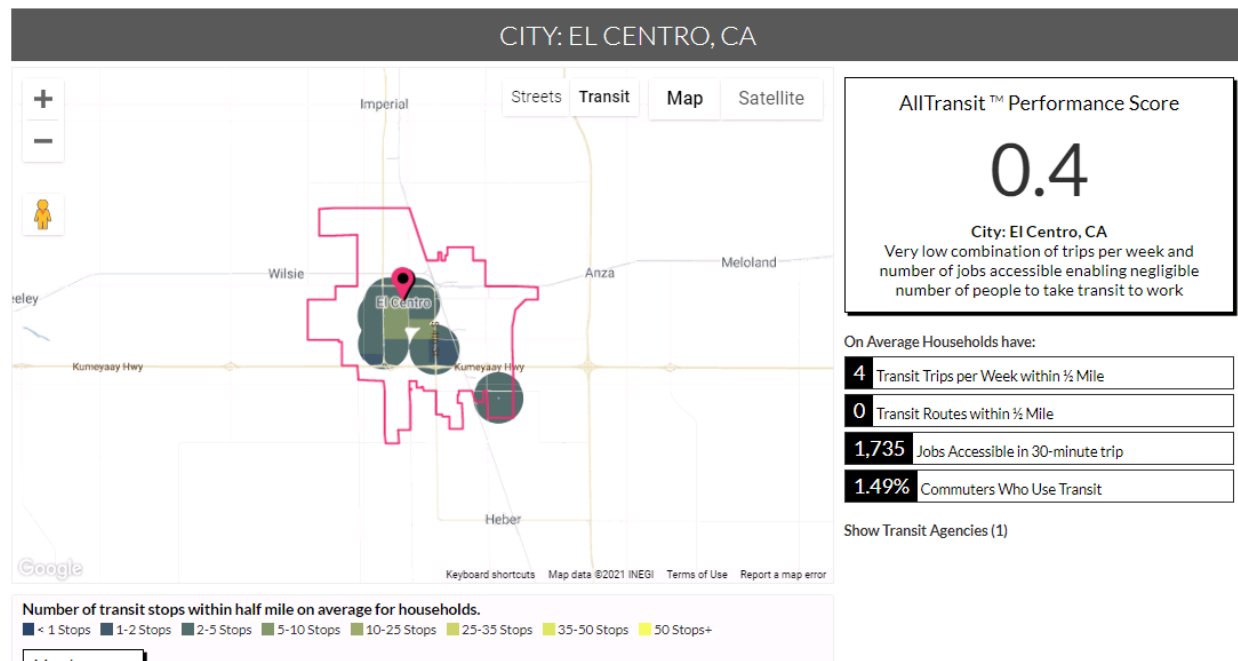 CITY: EL CENTRO, CA
+
Streets Transit Map Satellite
Imperial
−
Wilsie
Anza
Meloland
eeley
El Centro
Kumeyaay Hwy
Kumeyaay Hwy
Heber
Google
Keyboard shortcuts Map data ©2021 INEGI Terms of Use Report a map error
AllTransit ™ Performance Score
0.4
City: El Centro, CA
Very low combination of trips per week and
number of jobs accessible enabling negligible
number of people to take transit to work
On Average Households have:
4 Transit Trips per Week within ½ Mile
0 Transit Routes within ½ Mile
1,735 Jobs Accessible in 30-minute trip
1.49% Commuters Who Use Transit
Show Transit Agencies (1)
Number of transit stops within half mile on average for households.
< 1 Stops 1-2 Stops 2-5 Stops 5-10 Stops 10-25 Stops 25-35 Stops 35-50 Stops 50 Stops+